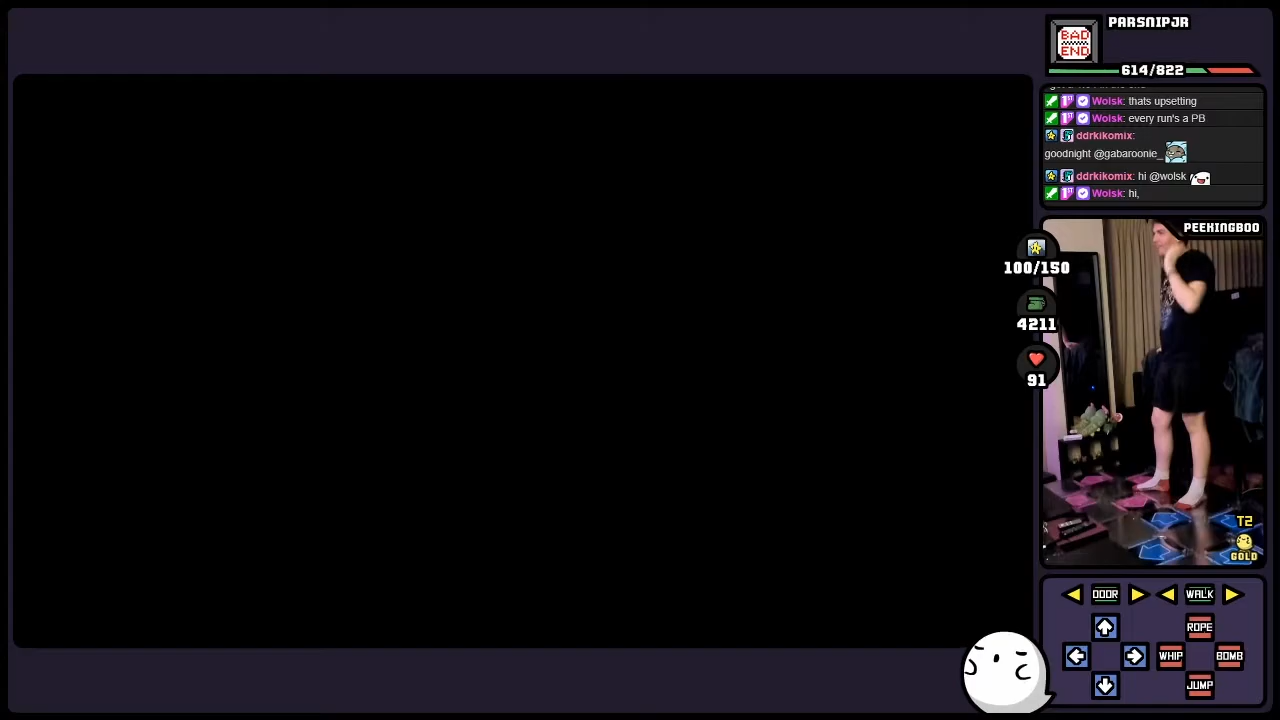 PARSNIPJR
BAD
END
614/822
Wolsk: thats upsetting
Wolsk: every run's a PB
ddrkikomix:
goodnight @gabaroonie_
ddrkikomix: hi @wolsk
Wolsk: hi,
PEEKINGBOO
100/150
4211
91
T2
GOLD
DOOR
WALK
ROPE
WHIP
BOMB
JUMP